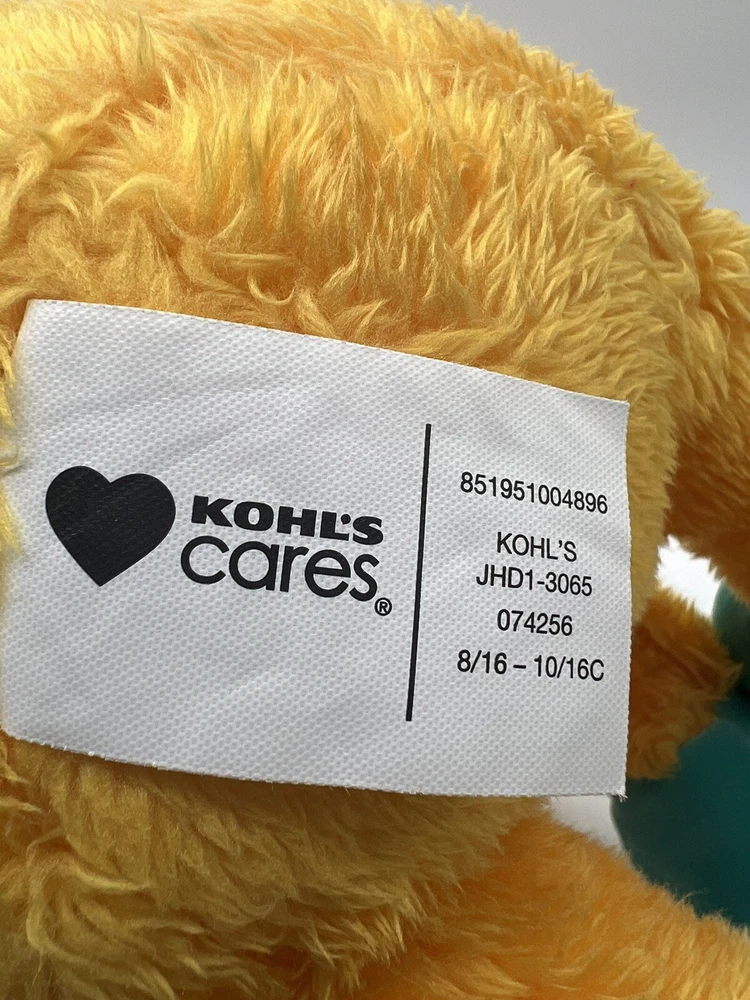 KOHL'S
cares®
851951004896
KOHL'S
JHD1-3065
074256
8/16 – 10/16C